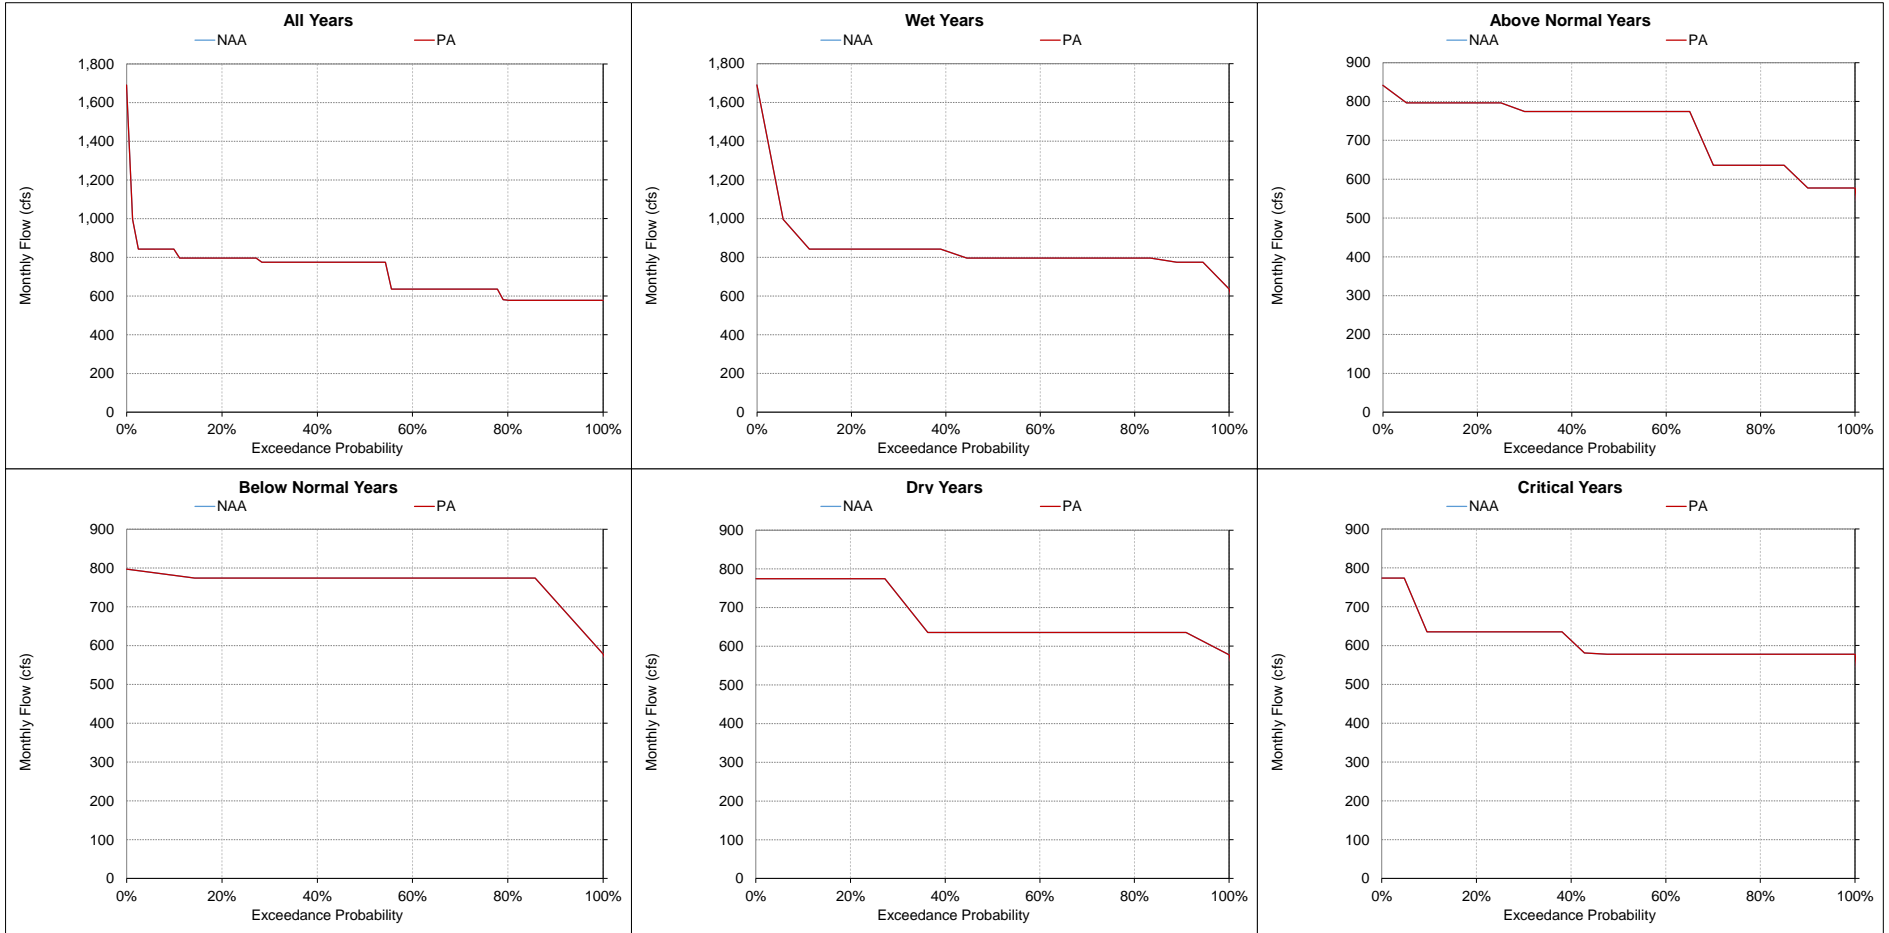 All Years
NAA PA
1,800
1,600
1,400
1,200
1,000
800
600
400
200
0
Monthly Flow (cfs)
0% 20% 40% 60% 80% 100%
Exceedance Probability
Wet Years
NAA PA
1,800
1,600
1,400
1,200
1,000
800
600
400
200
0
Monthly Flow (cfs)
0% 20% 40% 60% 80% 100%
Exceedance Probability
Above Normal Years
NAA PA
900
800
700
600
500
400
300
200
100
0
Monthly Flow (cfs)
0% 20% 40% 60% 80% 100%
Exceedance Probability
Below Normal Years
NAA PA
900
800
700
600
500
400
300
200
100
0
Monthly Flow (cfs)
0% 20% 40% 60% 80% 100%
Exceedance Probability
Dry Years
NAA PA
900
800
700
600
500
400
300
200
100
0
Monthly Flow (cfs)
0% 20% 40% 60% 80% 100%
Exceedance Probability
Critical Years
NAA PA
900
800
700
600
500
400
300
200
100
0
Monthly Flow (cfs)
0% 20% 40% 60% 80% 100%
Exceedance Probability